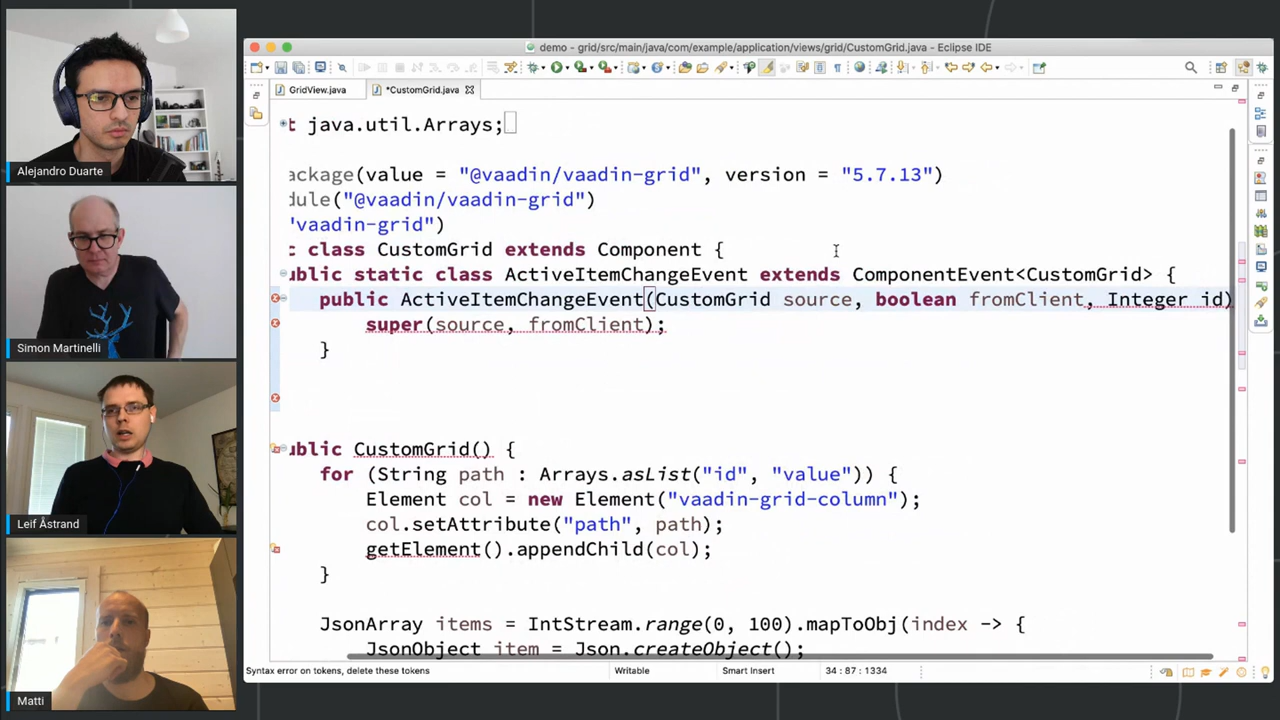 demo - grid/src/main/java/com/example/application/views/grid/CustomGrid.java - Eclipse IDE
GridView.java
*CustomGrid.java
t java.util.Arrays;
ackage(value = "@vaadin/vaadin-grid", version = "5.7.13")
dule("@vaadin/vaadin-grid")
"vaadin-grid")
c class CustomGrid extends Component {
ublic static class ActiveItemChangeEvent extends ComponentEvent<CustomGrid> {
public ActiveItemChangeEvent(CustomGrid source, boolean fromClient, Integer id)
super(source, fromClient);
}
ublic CustomGrid() {
for (String path : Arrays.asList("id", "value")) {
Element col = new Element("vaadin-grid-column");
col.setAttribute("path", path);
getElement().appendChild(col);
}
JsonArray items = IntStream.range(0, 100).mapToObj(index -> {
JsonObject item = Json.createObject();
Syntax error on tokens, delete these tokens
Writable
Smart Insert
34 : 87 : 1334
Alejandro Duarte
Simon Martinelli
Leif Åstrand
Matti